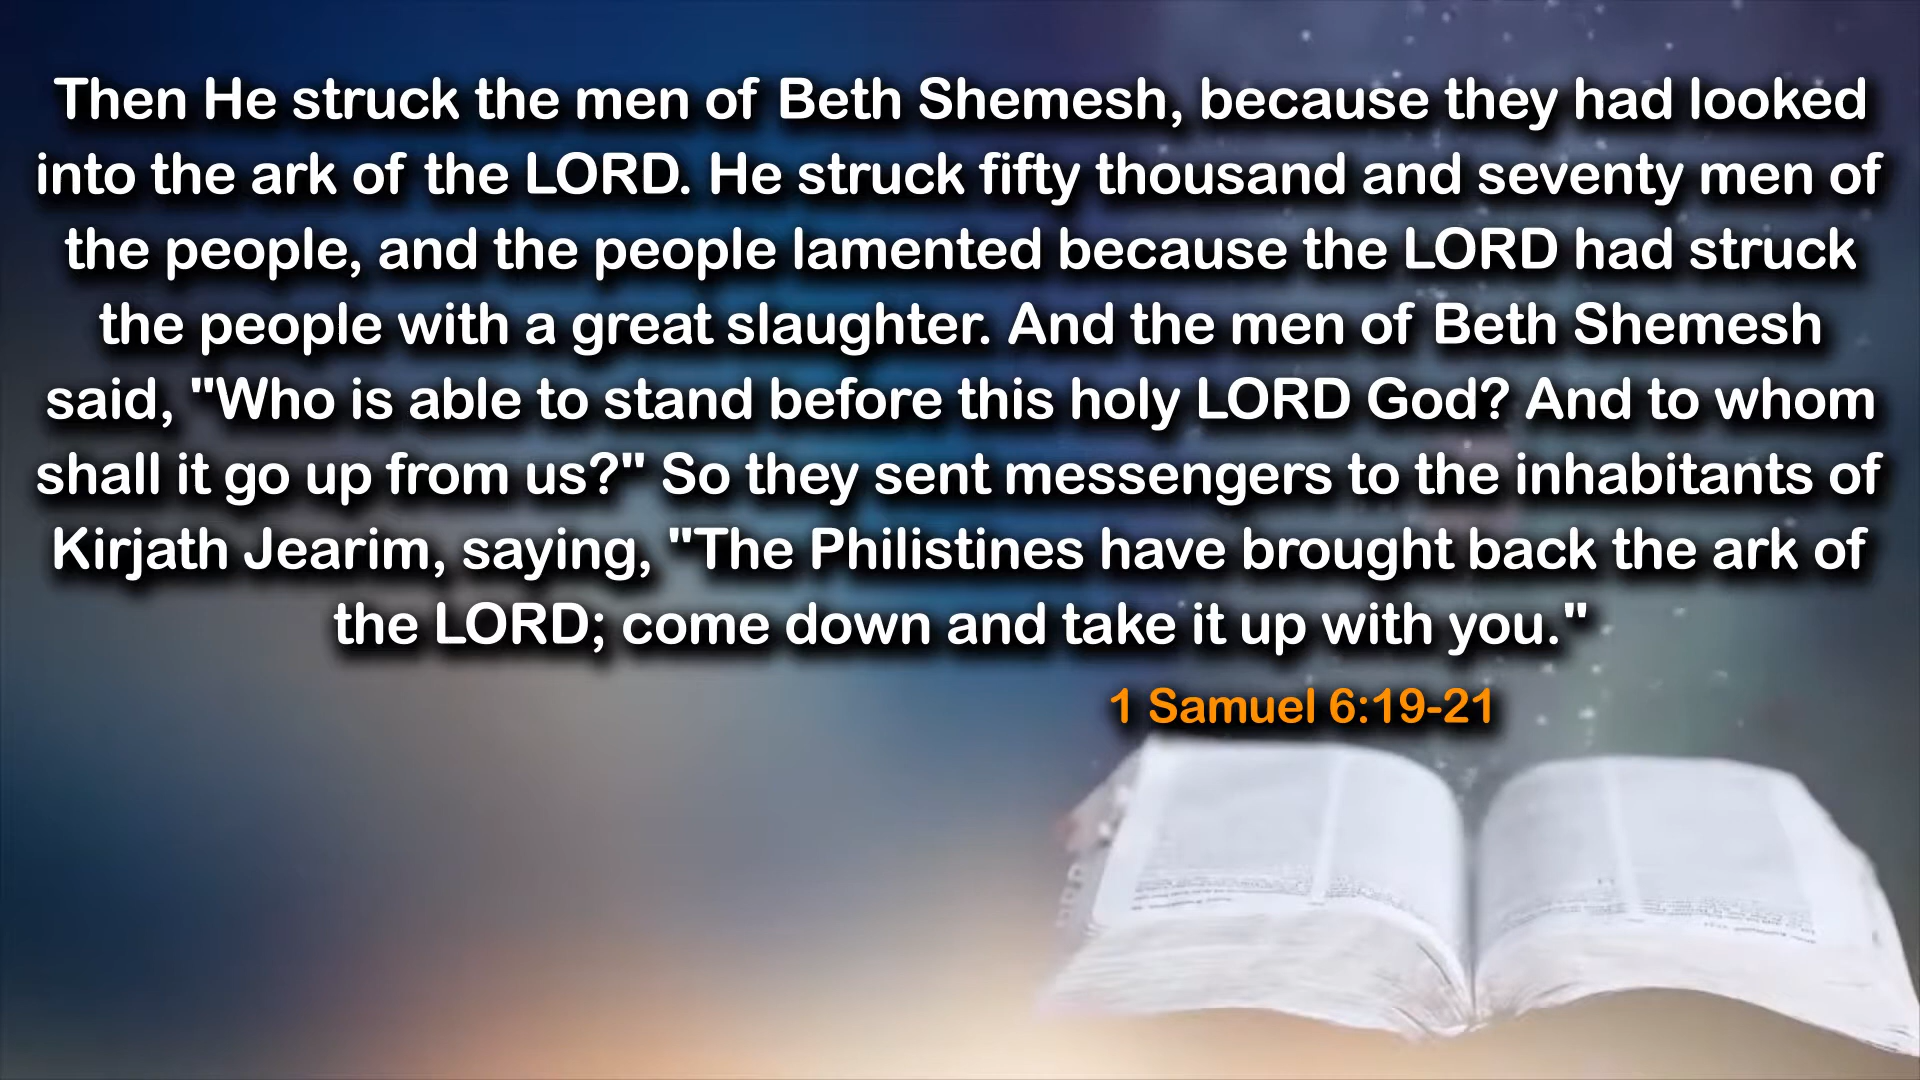 Then He struck the men of Beth Shemesh, because they had looked
into the ark of the LORD. He struck fifty thousand and seventy men of
the people, and the people lamented because the LORD had struck
the people with a great slaughter. And the men of Beth Shemesh
said, "Who is able to stand before this holy LORD God? And to whom
shall it go up from us?" So they sent messengers to the inhabitants of
Kirjath Jearim, saying, "The Philistines have brought back the ark of
the LORD; come down and take it up with you."
1 Samuel 6:19-21